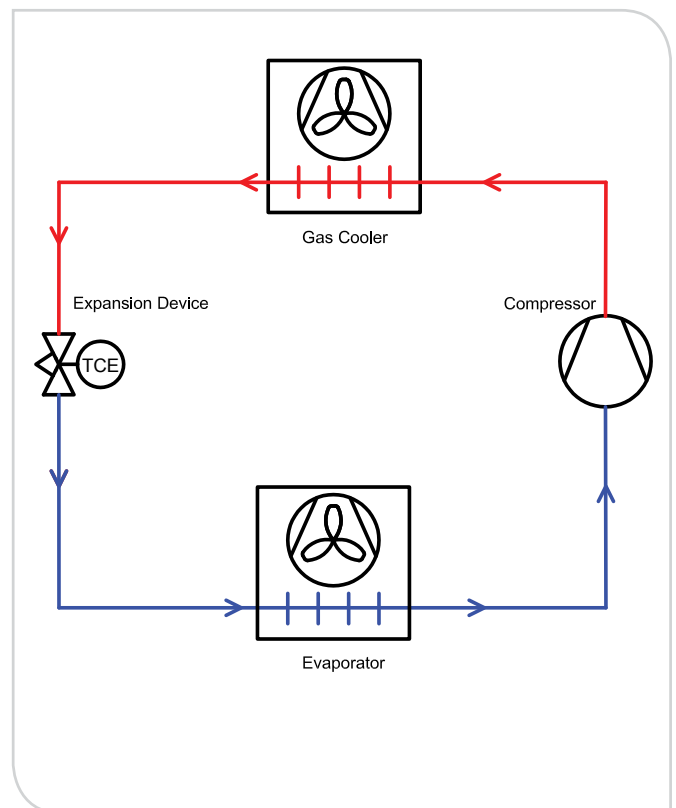 Gas Cooler
Expansion Device
Compressor
TCE
Evaporator